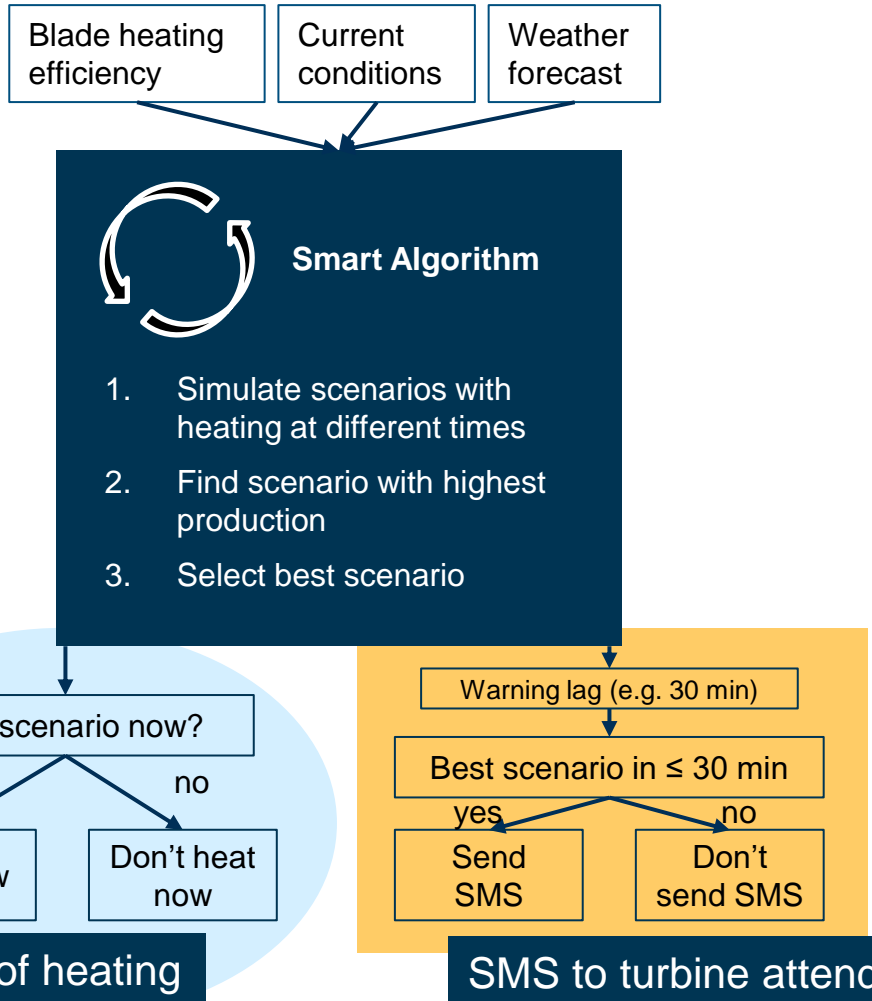 Blade heating
efficiency
Current
conditions
Weather
forecast
Smart Algorithm
1. Simulate scenarios with
heating at different times
2. Find scenario with highest
production
3. Select best scenario
scenario now?
no
Don't heat
now
of heating
Warning lag (e.g. 30 min)
Best scenario in ≤ 30 min
yes
no
Send
SMS
Don't
send SMS
SMS to turbine